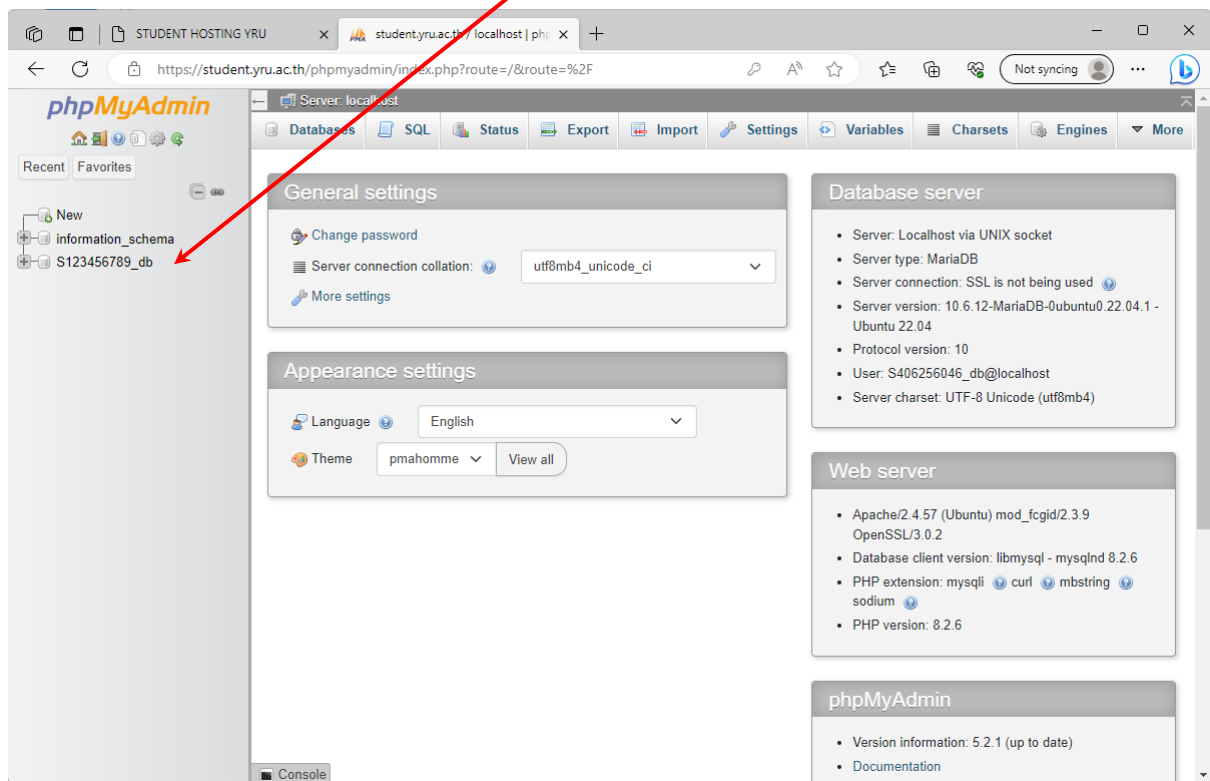 STUDENT HOSTING YRU
student.yru.ac.th / localhost | php
https://student.yru.ac.th/phpmyadmin/index.php?route=/&route=%2F
Not syncing
phpMyAdmin
Recent Favorites
New
information_schema
S123456789_db
Server: localhost
Databases SQL Status Export Import Settings Variables Charsets Engines More
General settings
Change password
Server connection collation: utf8mb4_unicode_ci
More settings
Appearance settings
Language English
Theme pmahomme View all
Database server
Server: Localhost via UNIX socket
Server type: MariaDB
Server connection: SSL is not being used
Server version: 10.6.12-MariaDB-0ubuntu0.22.04.1 -
Ubuntu 22.04
Protocol version: 10
User: S406256046_db@localhost
Server charset: UTF-8 Unicode (utf8mb4)
Web server
Apache/2.4.57 (Ubuntu) mod_fcgid/2.3.9
OpenSSL/3.0.2
Database client version: libmysql - mysqlnd 8.2.6
PHP extension: mysqli curl mbstring
sodium
PHP version: 8.2.6
phpMyAdmin
Version information: 5.2.1 (up to date)
Documentation
Console